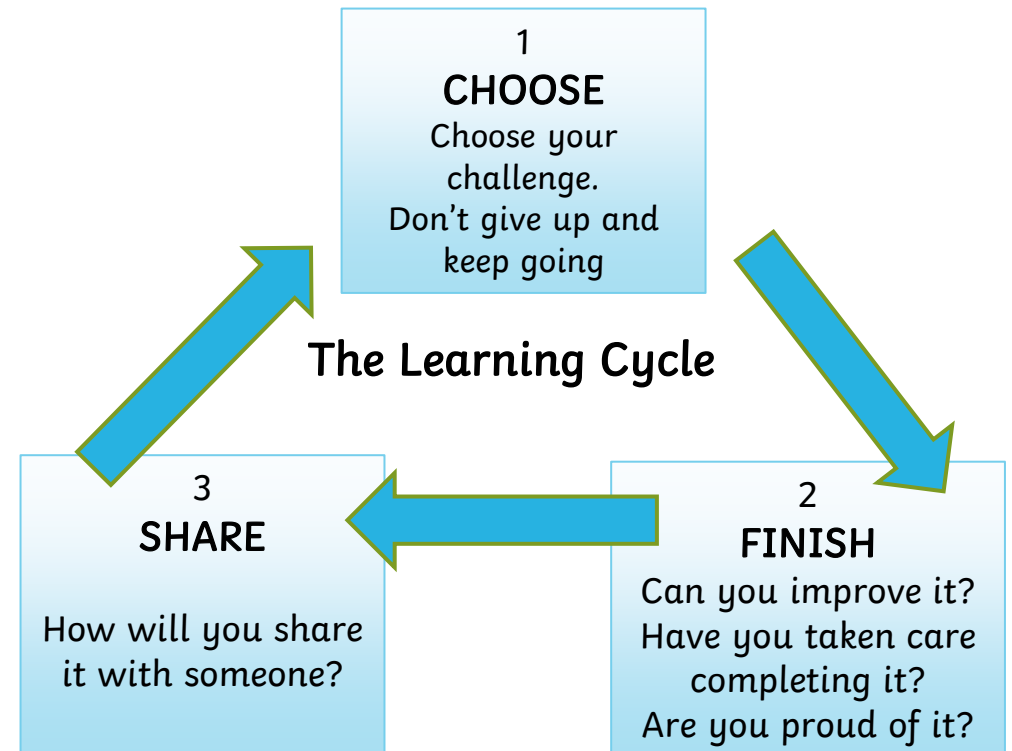 1
CHOOSE
Choose your
challenge.
Don't give up and
keep going
The Learning Cycle
2
FINISH
Can you improve it?
Have you taken care
completing it?
Are you proud of it?
3
SHARE
How will you share
it with someone?